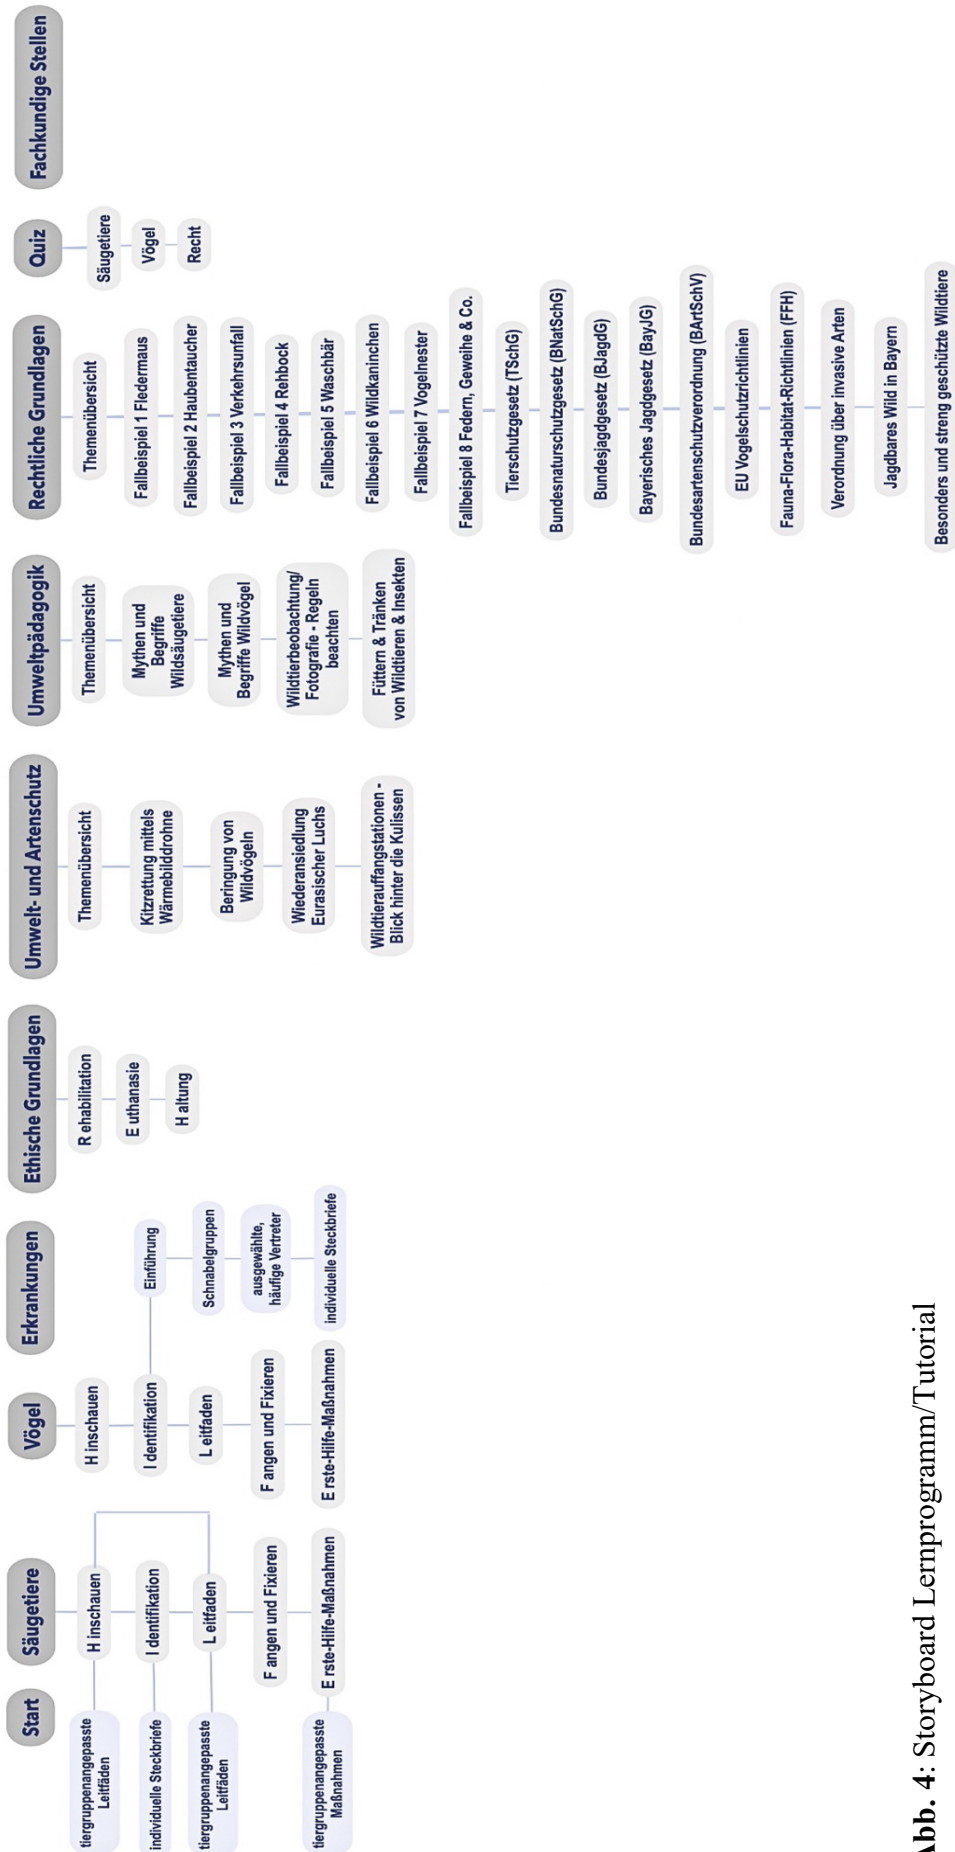 Start
Säugetiere
Vögel
Erkrankungen
Ethische Grundlagen
Umwelt- und Artenschutz
Umweltpädagogik
Rechtliche Grundlagen
Quiz
Fachkundige Stellen
tiergruppenangepasste
Leitfäden
individuelle Steckbriefe
tiergruppenangepasste
Leitfäden
tiergruppenangepasste
Maßnahmen
H inschauen
I dentifikation
L eitfaden
F angen und Fixieren
E rste-Hilfe-Maßnahmen
H inschauen
I dentifikation
L eitfaden
F angen und Fixieren
E rste-Hilfe-Maßnahmen
Einführung
Schnabelgruppen
ausgewählte,
häufige Vertreter
individuelle Steckbriefe
R ehabilitation
E uthanasie
H altung
Themenübersicht
Kitzrettung mittels
Wärmebilddrohne
Beringung von
Wildvögeln
Wiederansiedlung
Eurasischer Luchs
Wildtierauffangstationen -
Blick hinter die Kulissen
Themenübersicht
Mythen und
Begriffe
Wildsäugetiere
Mythen und
Begriffe Wildvögel
Wildtierbeobachtung/
Fotografie - Regeln
beachten
Füttern & Tränken
von Wildtieren & Insekten
Themenübersicht
Fallbeispiel 1 Fledermaus
Fallbeispiel 2 Haubentaucher
Fallbeispiel 3 Verkehrsunfall
Fallbeispiel 4 Rehbock
Fallbeispiel 5 Waschbär
Fallbeispiel 6 Wildkaninchen
Fallbeispiel 7 Vogelnester
Fallbeispiel 8 Federn, Geweihe & Co.
Tierschutzgesetz (TSchG)
Bundesnaturschutzgesetz (BNatSchG)
Bundesjagdgesetz (BJagdG)
Bayerisches Jagdgesetz (BayJG)
Bundesartenschutzverordnung (BArtSchV)
EU Vogelschutzrichtlinien
Fauna-Flora-Habitat-Richtlinien (FFH)
Verordnung über invasive Arten
Jagdbares Wild in Bayern
Besonders und streng geschützte Wildtiere
Säugetiere
Vögel
Recht
Abb. 4: Storyboard Lernprogramm/Tutorial